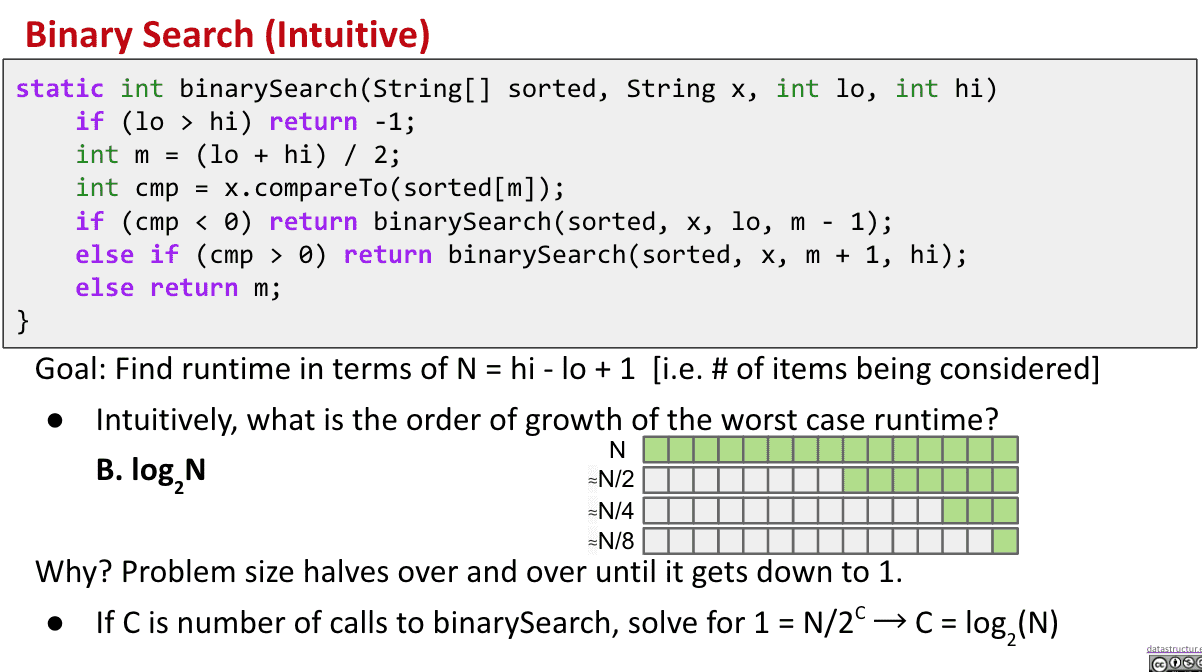 Binary Search (Intuitive)
static int binarySearch(String[] sorted, String x, int lo, int hi)
    if (lo > hi) return -1;
    int m = (lo + hi) / 2;
    int cmp = x.compareTo(sorted[m]);
    if (cmp < 0) return binarySearch(sorted, x, lo, m - 1);
    else if (cmp > 0) return binarySearch(sorted, x, m + 1, hi);
    else return m;
}
Goal: Find runtime in terms of N = hi - lo + 1 [i.e. # of items being considered]
● Intuitively, what is the order of growth of the worst case runtime?
B. log₂N
N
≈N/2
≈N/4
≈N/8
Why? Problem size halves over and over until it gets down to 1.
● If C is number of calls to binarySearch, solve for 1 = N/2ᶜ → C = log₂(N)
datastructur.e